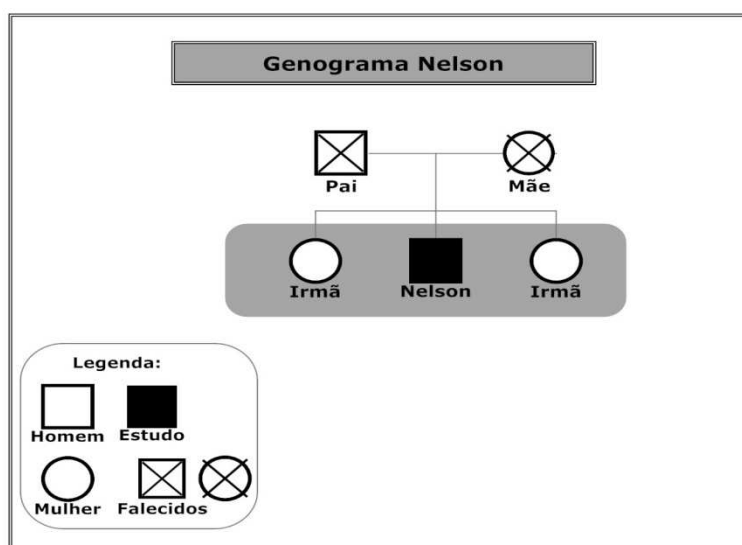 Genograma Nelson
Pai Mãe
Irmã Nelson Irmã
Legenda:
Homem Estudo
Mulher Falecidos